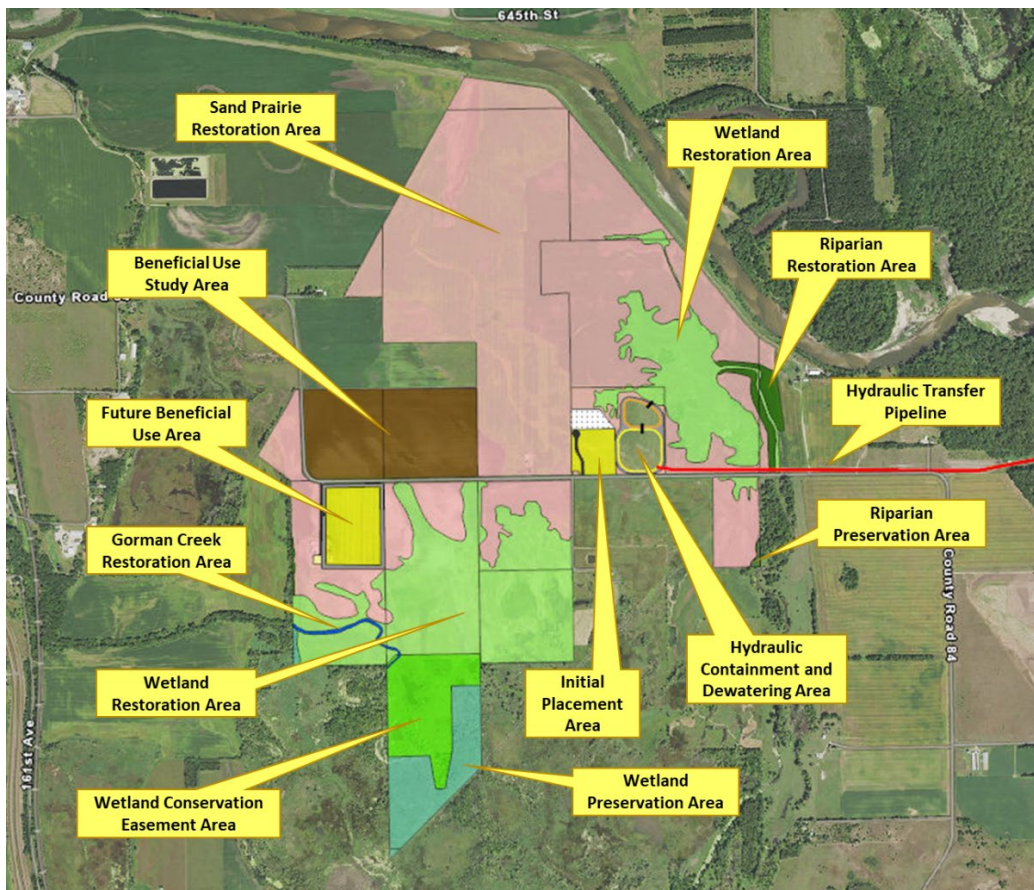 645th St
Sand Prairie
Restoration Area
Wetland
Restoration Area
Beneficial Use
Study Area
Riparian
Restoration Area
County Road 84
Hydraulic Transfer
Pipeline
Future Beneficial
Use Area
Gorman Creek
Restoration Area
Riparian
Preservation Area
County Road 84
Wetland
Restoration Area
Initial
Placement
Area
Hydraulic
Containment and
Dewatering Area
161st Ave
Wetland Conservation
Easement Area
Wetland
Preservation Area